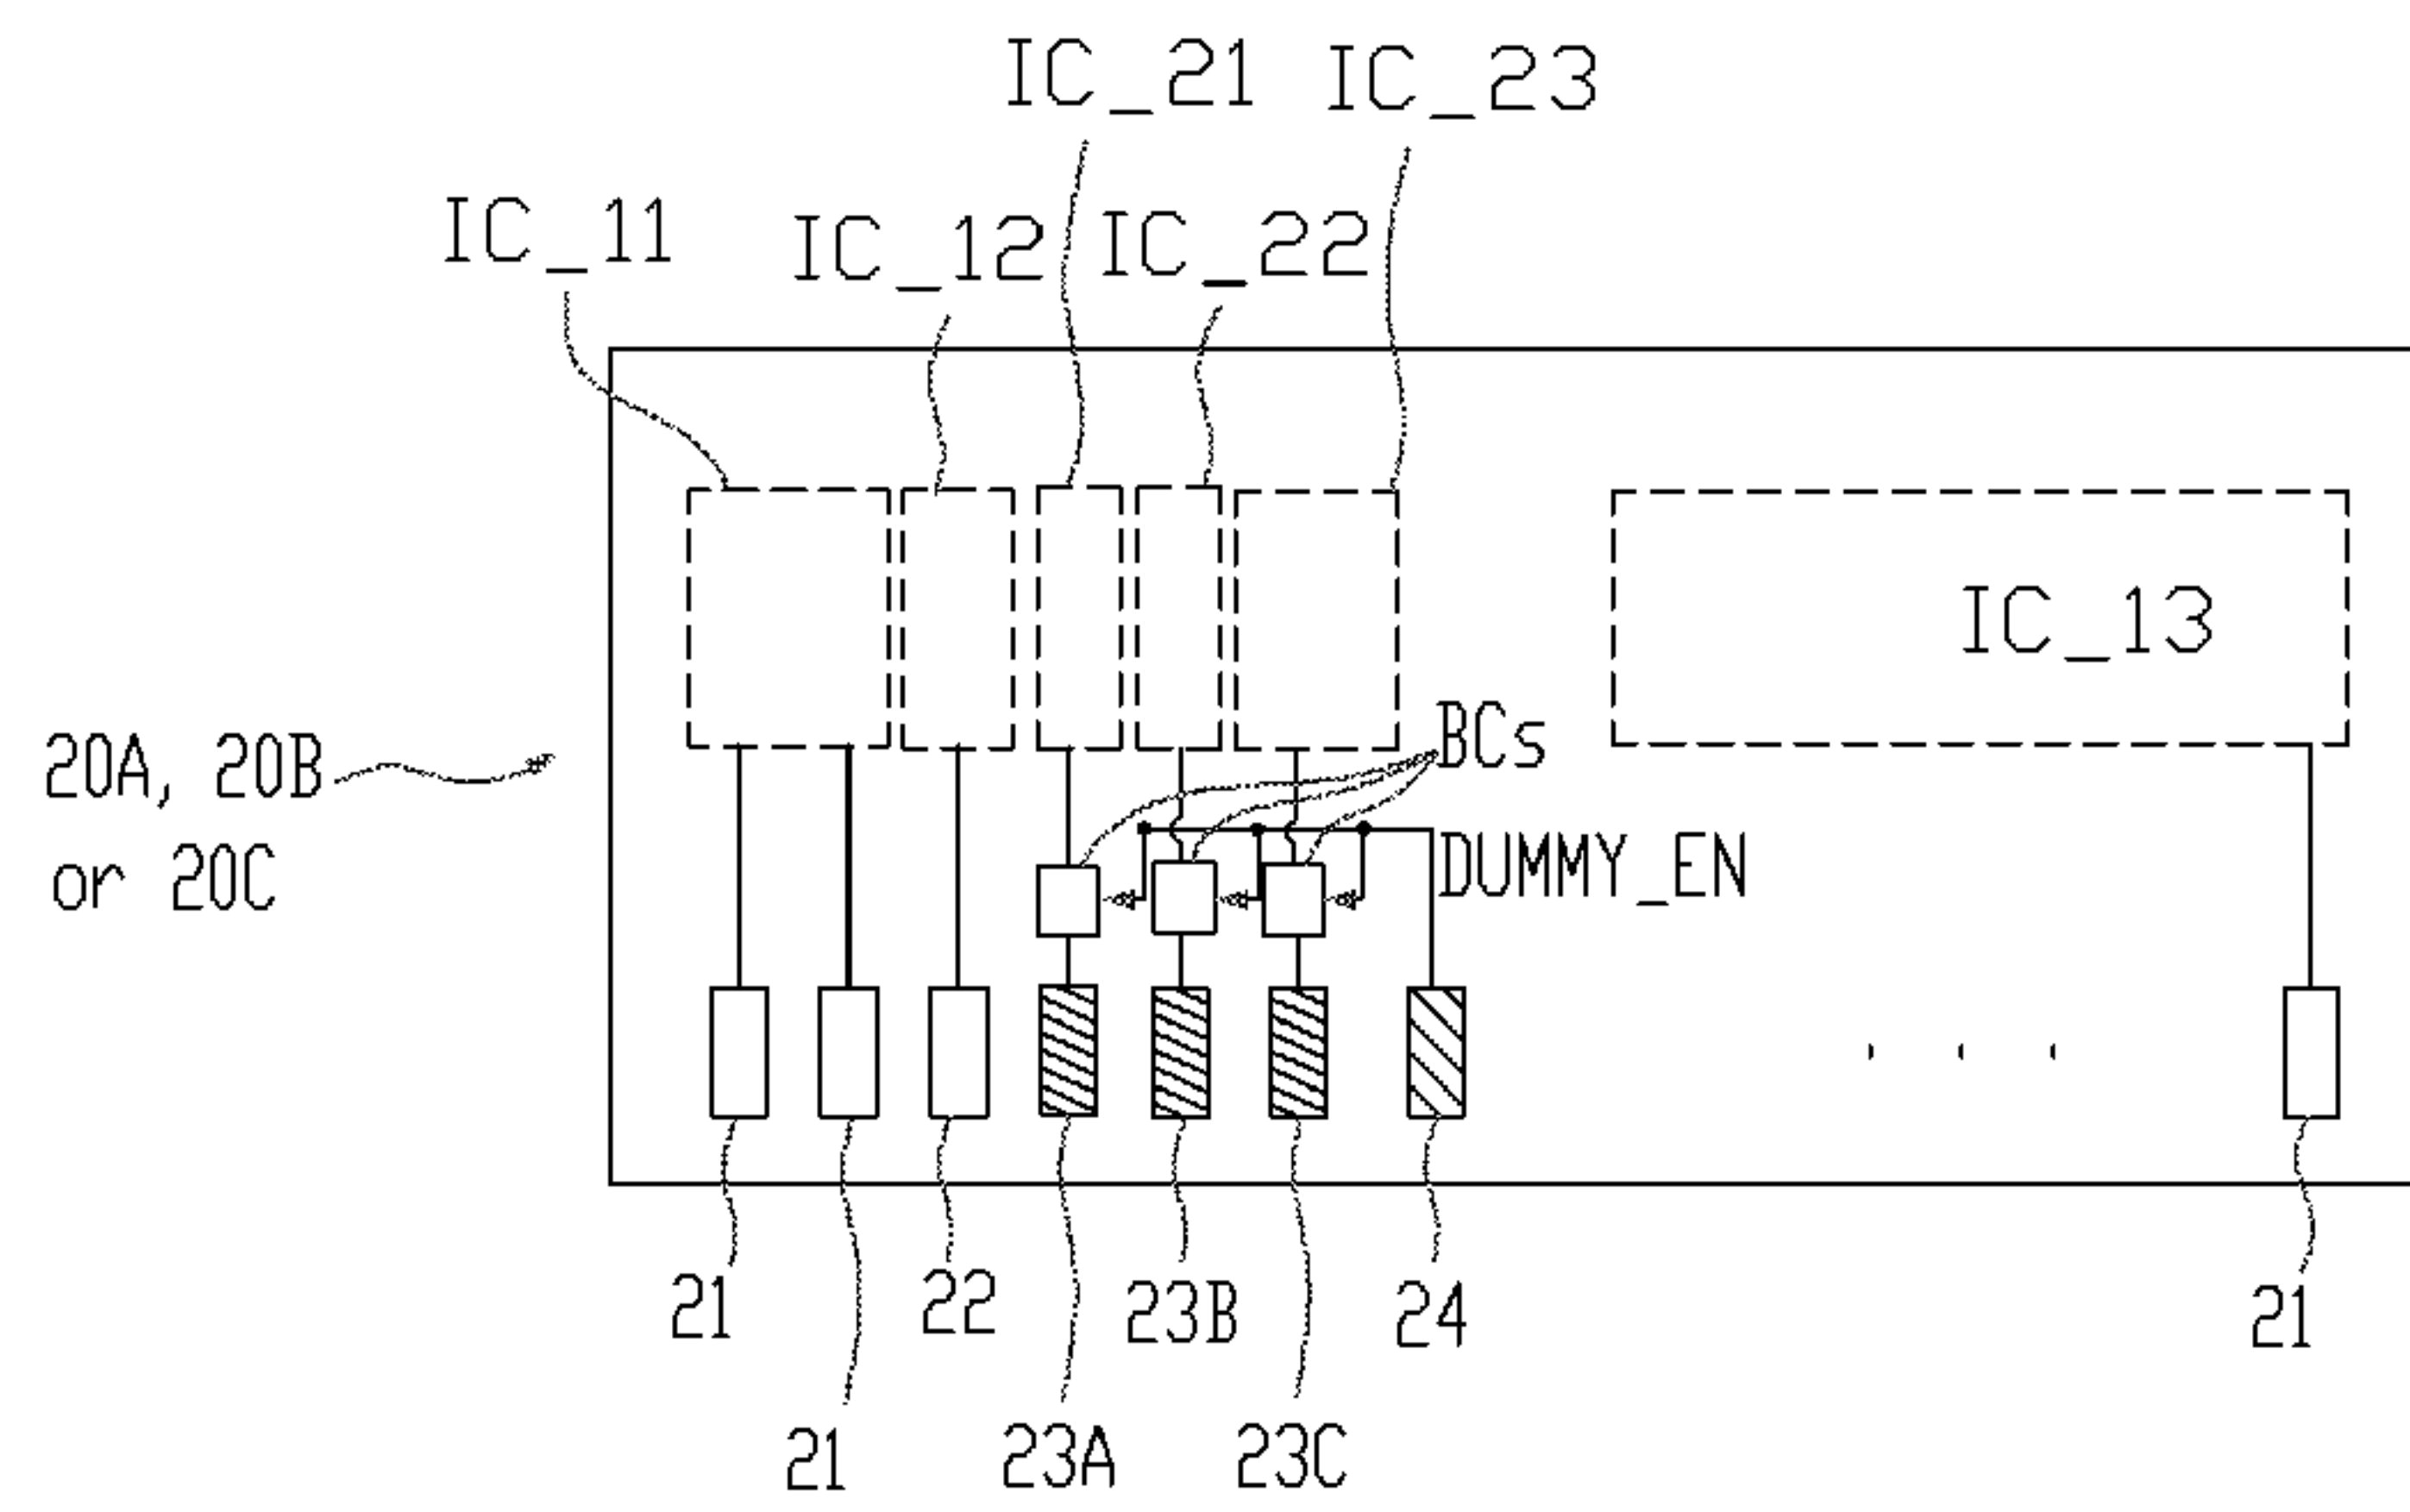 IC_21
IC_23
IC_11
IC_12
IC_22
IC_13
BCs
20A, 20B
or 20C
DUMMY_EN
21
22
23B
24
21
21
23A
23C